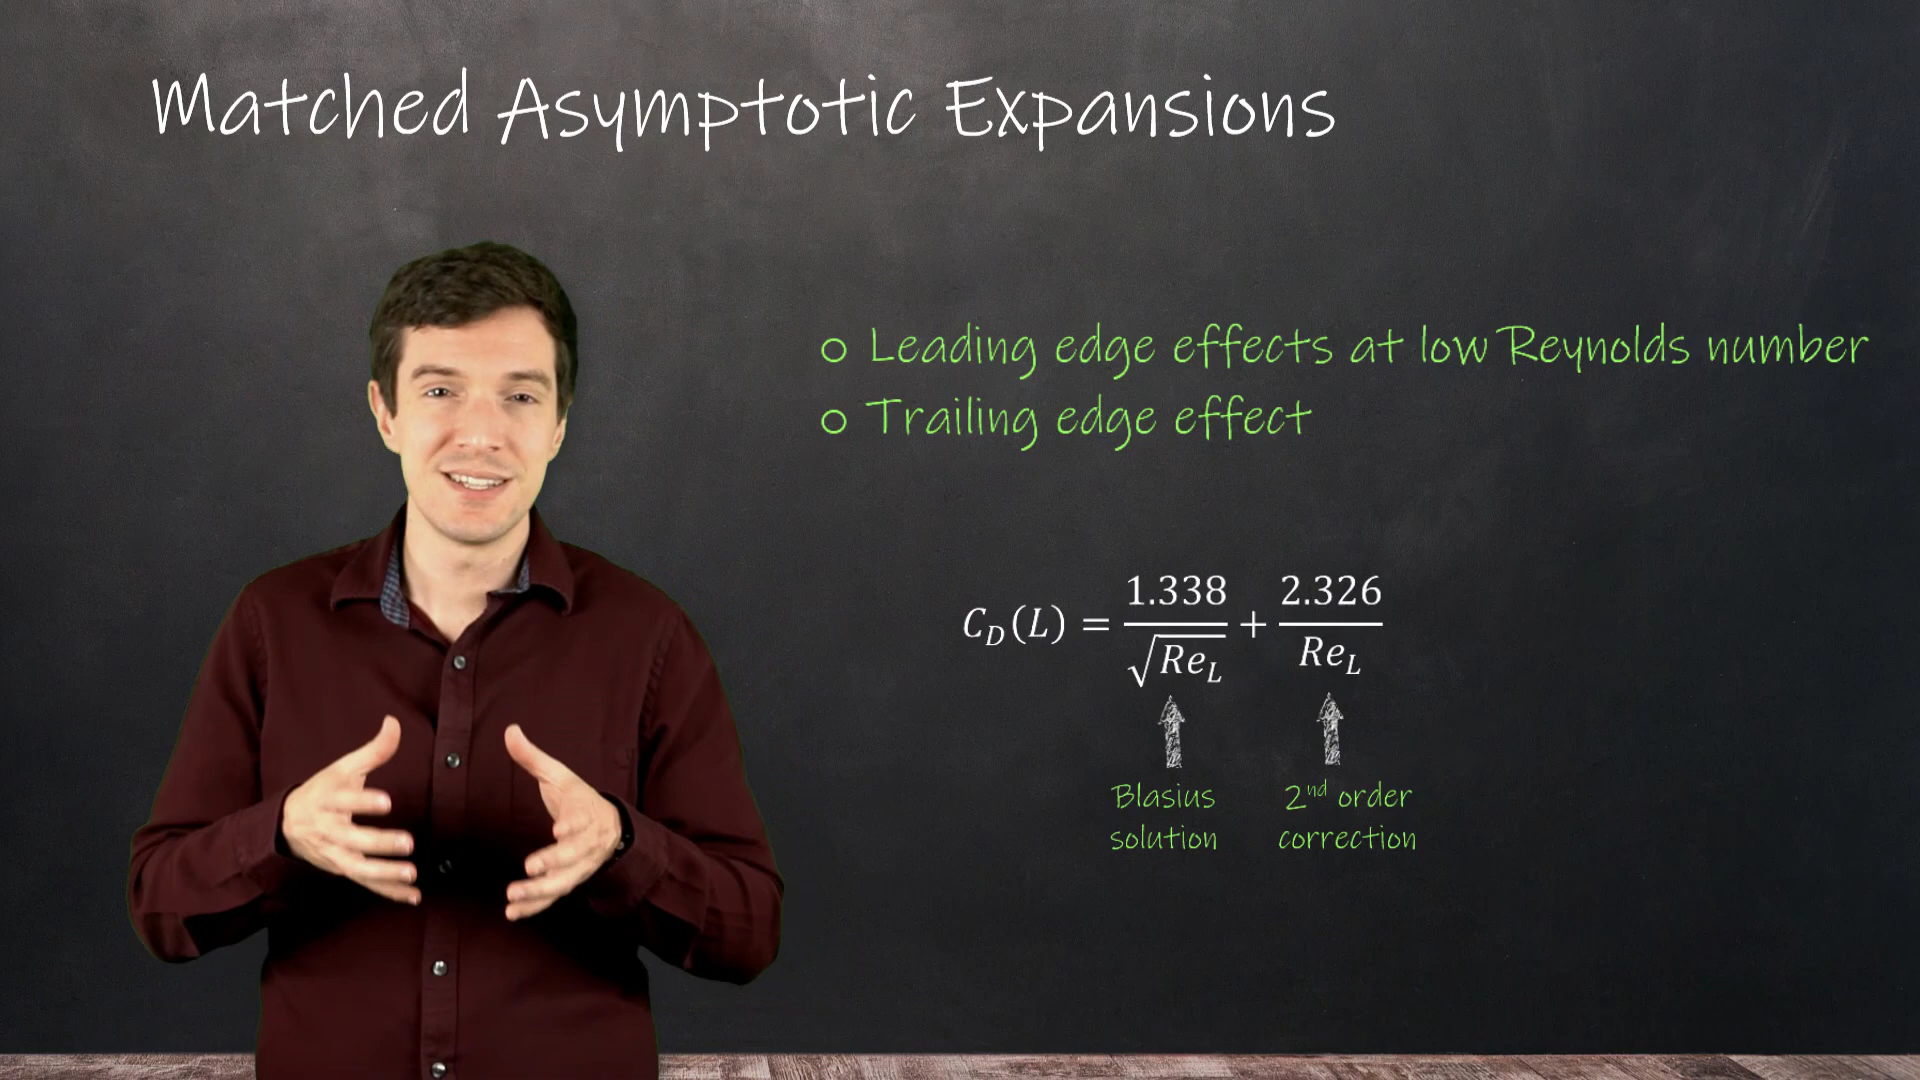 Matched Asymptotic Expansions
o Leading edge effects at low Reynolds number
o Trailing edge effect
C_D(L) = 1.338/√Re_L + 2.326/Re_L
Blasius solution
2nd order correction